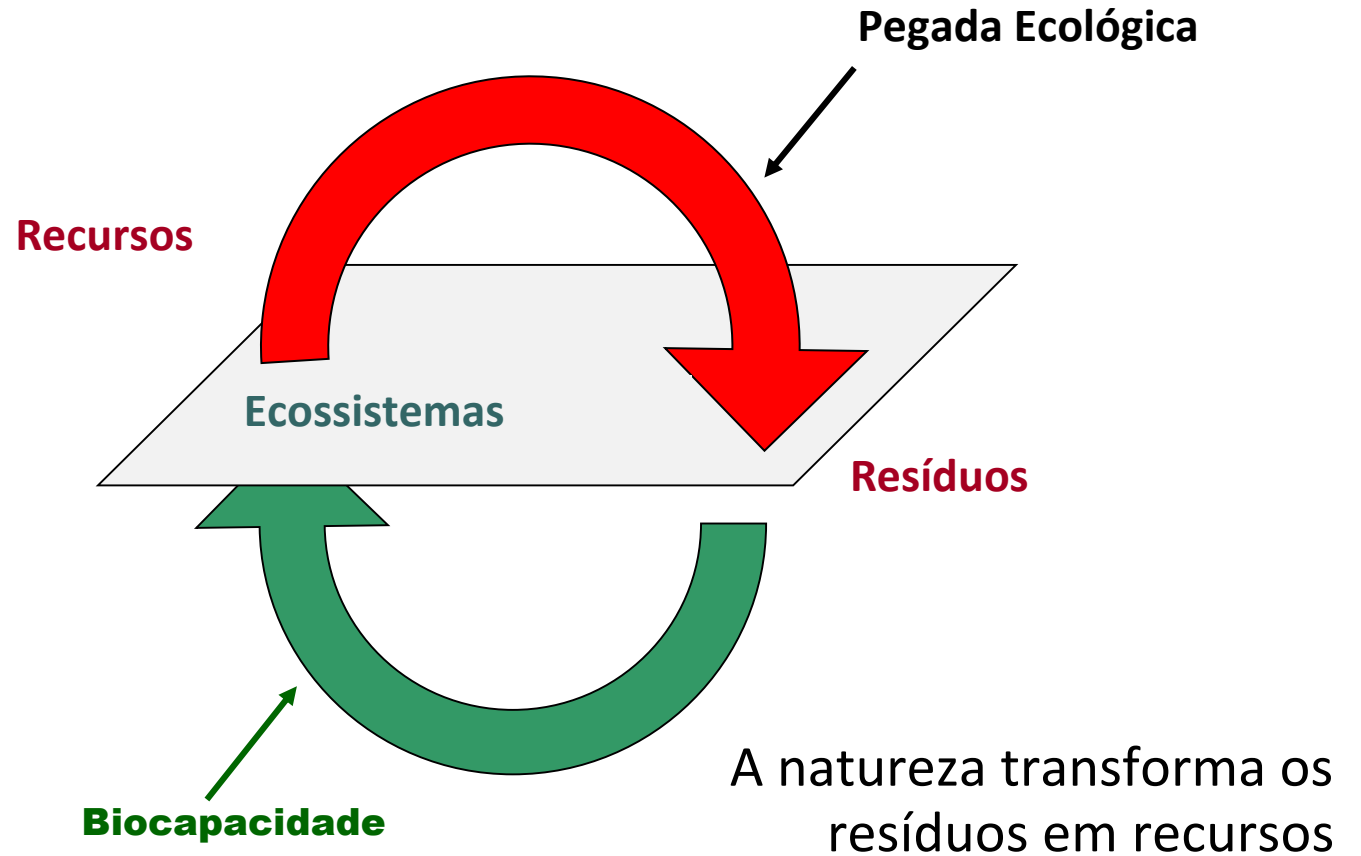 Pegada Ecológica
Recursos
Ecossistemas
Resíduos
Biocapacidade
A natureza transforma os
resíduos em recursos